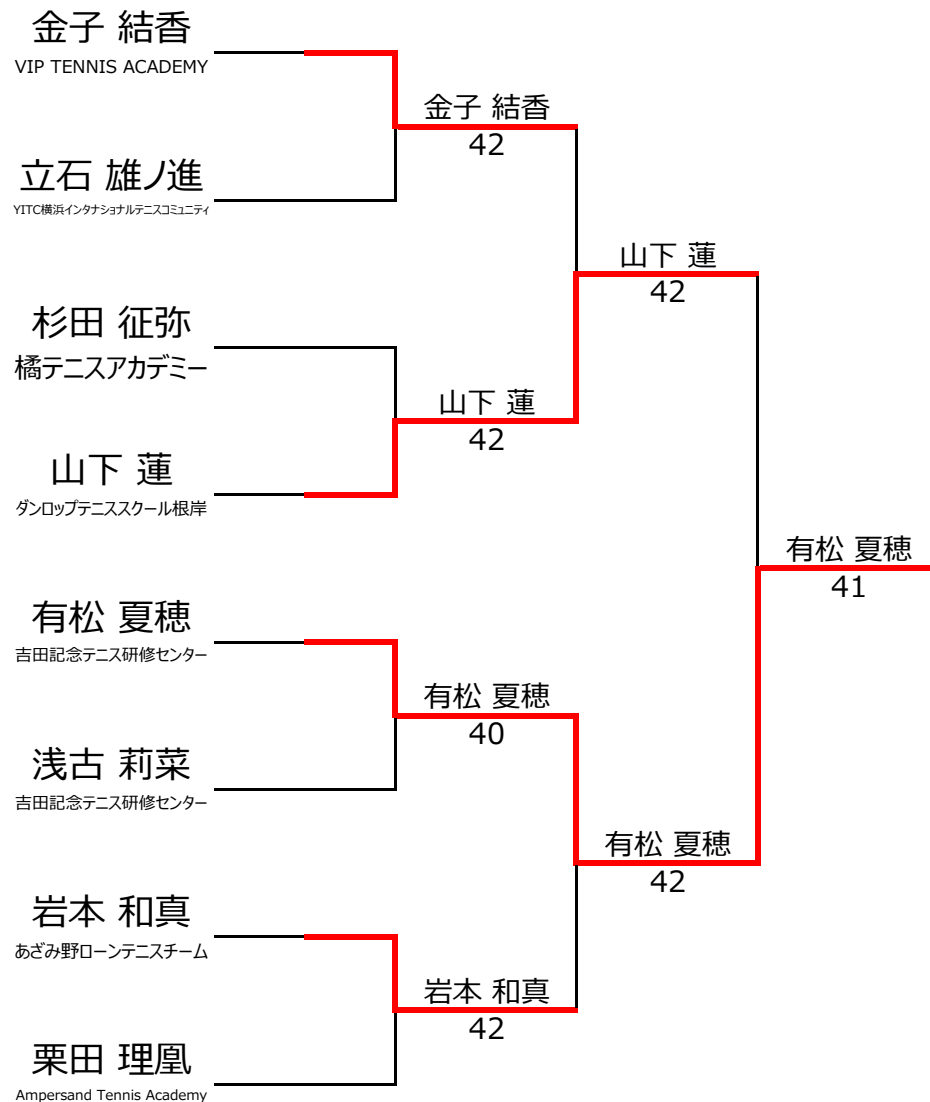 金子 結香
VIP TENNIS ACADEMY
金子 結香
42
立石 雄ノ進
YITC横浜インタナショナルテニスコミュニティ
山下 蓮
42
杉田 征弥
橘テニスアカデミー
山下 蓮
42
山下 蓮
ダンロップテニススクール根岸
有松 夏穂
41
有松 夏穂
吉田記念テニス研修センター
有松 夏穂
40
浅古 莉菜
吉田記念テニス研修センター
有松 夏穂
42
岩本 和真
あざみ野ローンテニスチーム
岩本 和真
42
栗田 理凰
Ampersand Tennis Academy